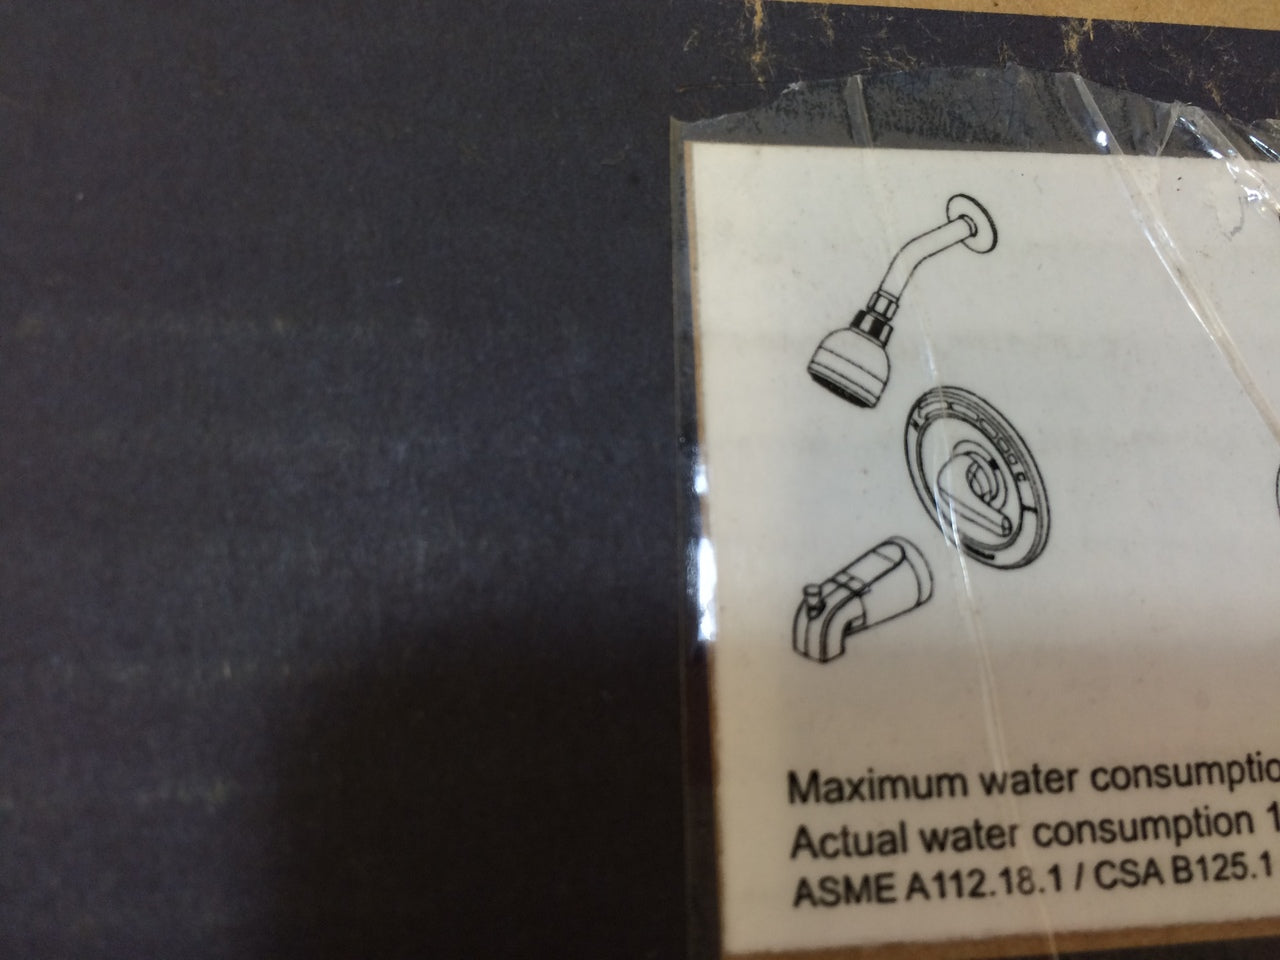 Maximum water consumptio
Actual water consumption 1
ASME A112.18.1 / CSA B125.1